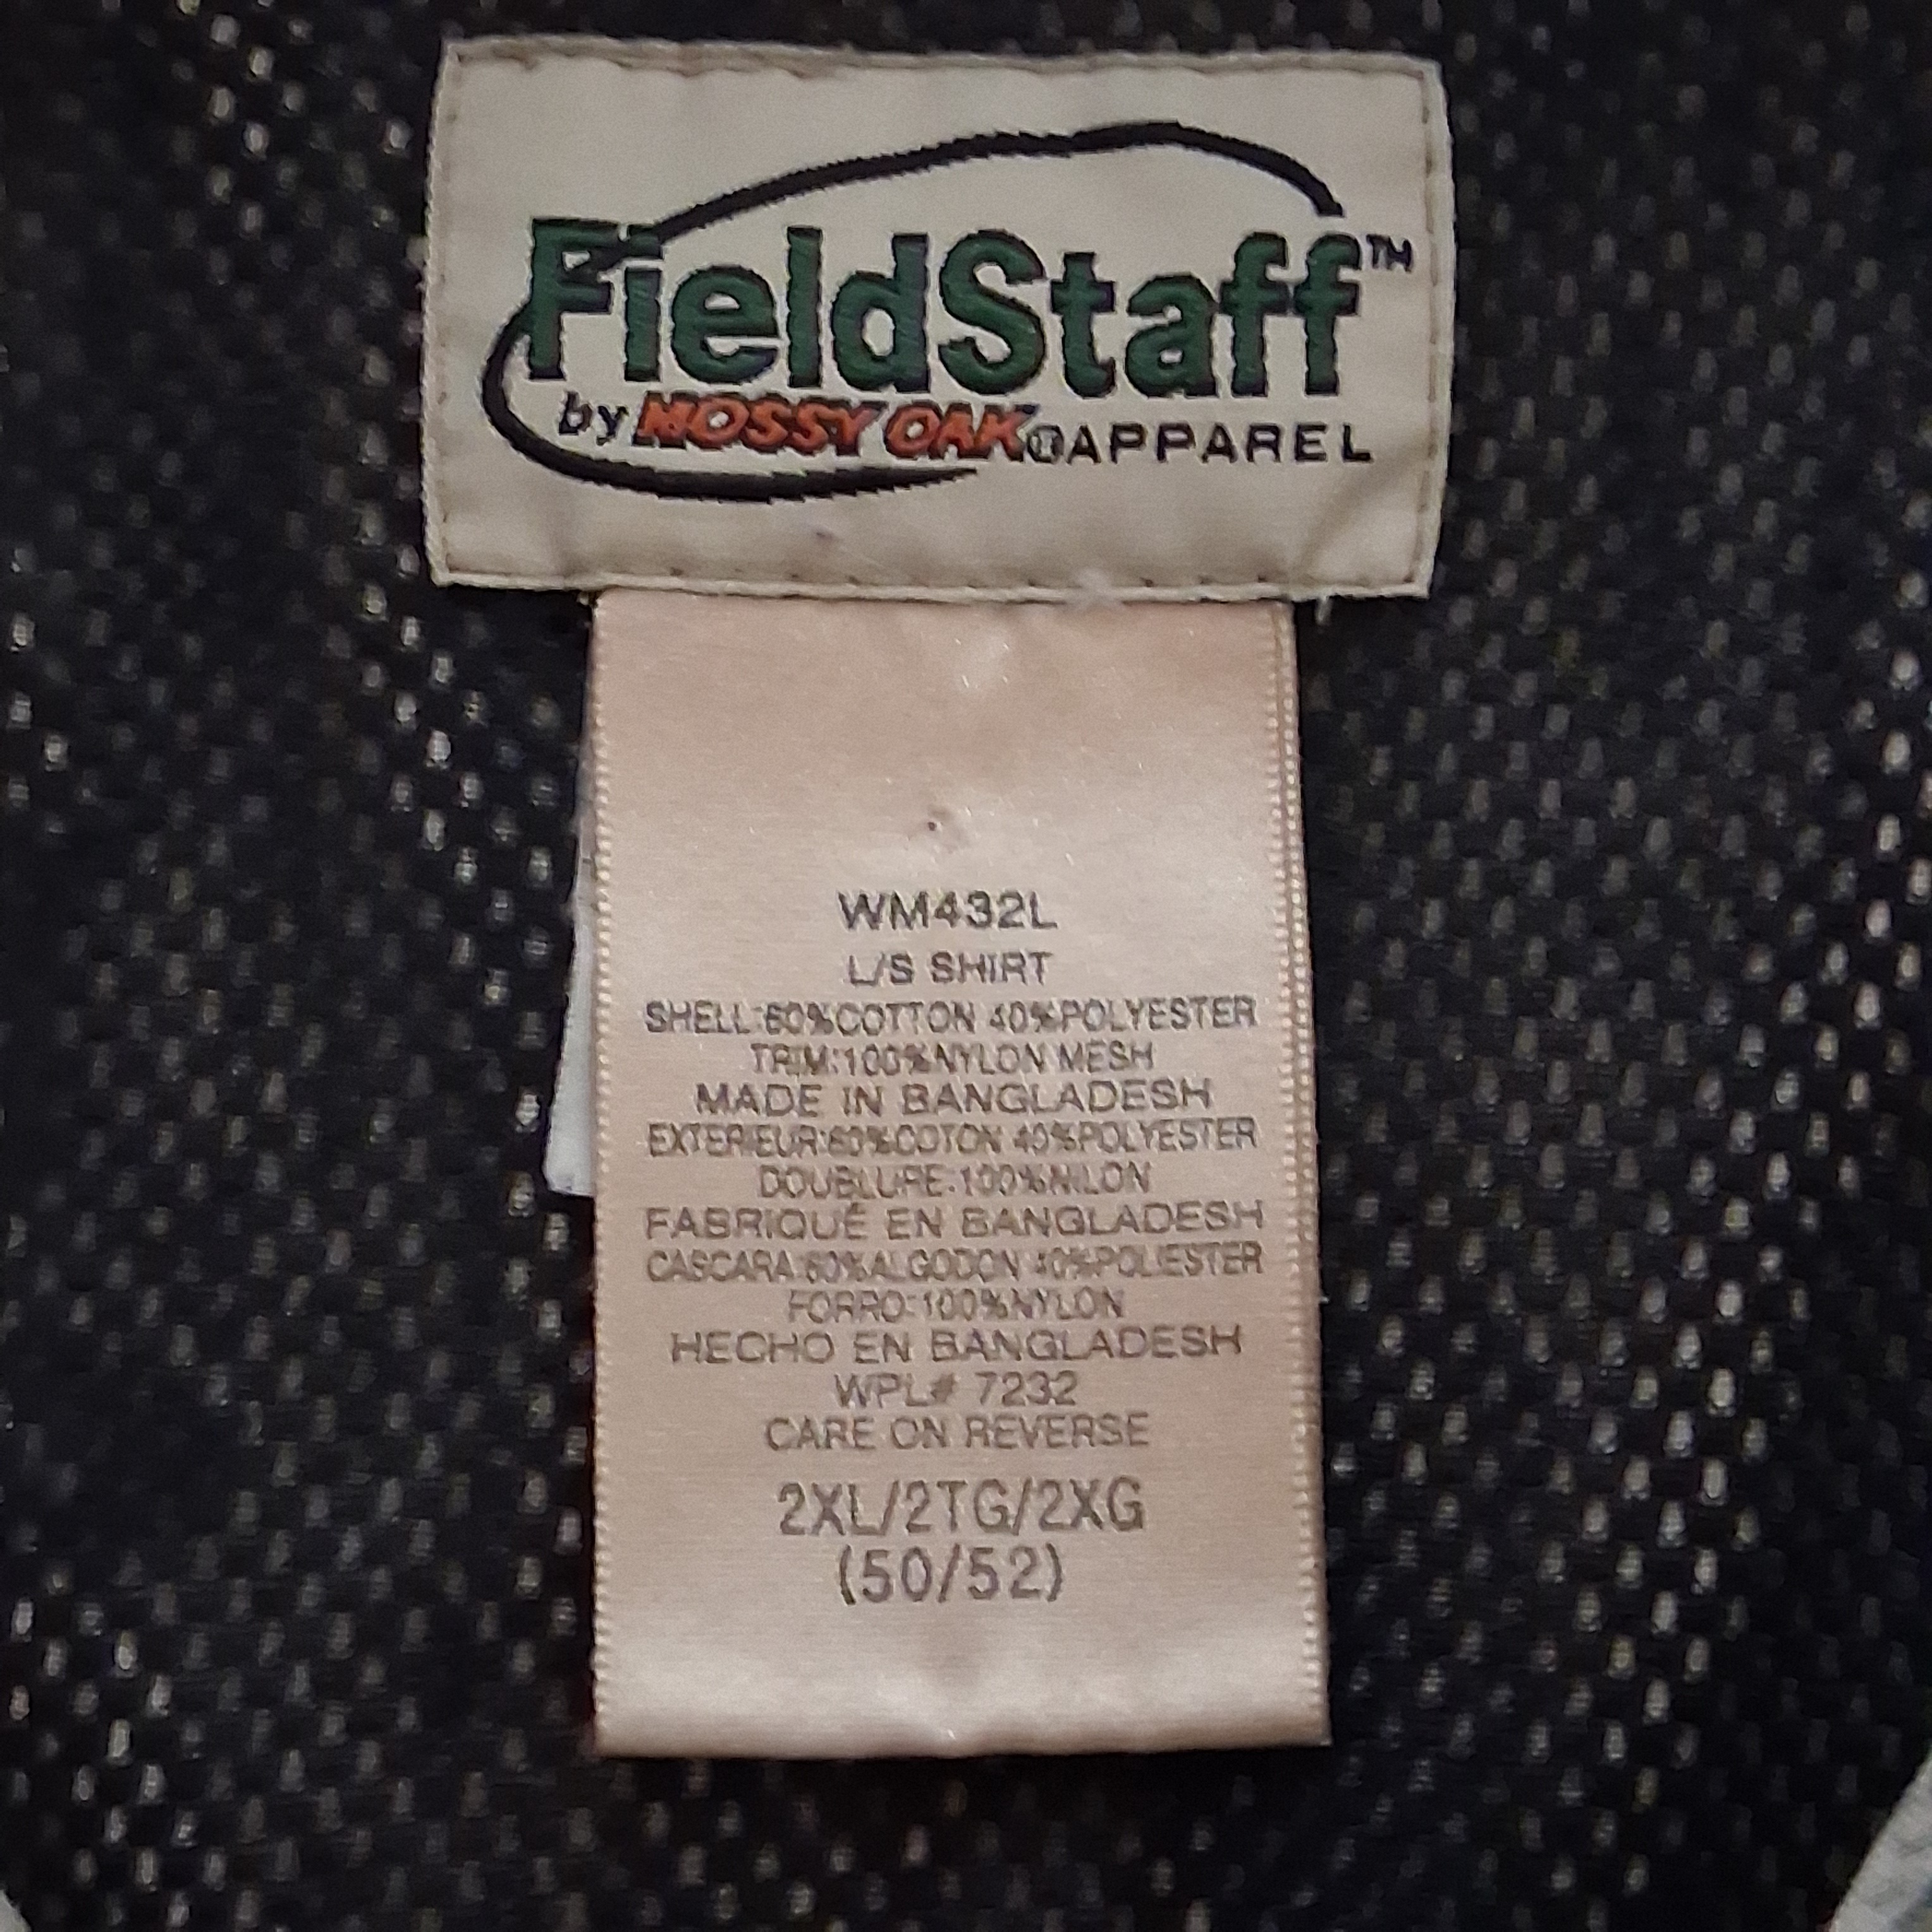 FieldStaff™
by MOSSY OAK® APPAREL
WM432L
L/S SHIRT
SHELL:60%COTTON 40%POLYESTER
TRIM:100%NYLON MESH
MADE IN BANGLADESH
EXTERIEUR:60%COTON 40%POLYESTER
DOUBLURE:100%NILON
FABRIQUÉ EN BANGLADESH
CASCARA:60%ALGODON 40%POLIESTER
FORRO:100%NYLON
HECHO EN BANGLADESH
WPL# 7232
CARE ON REVERSE
2XL/2TG/2XG
(50/52)